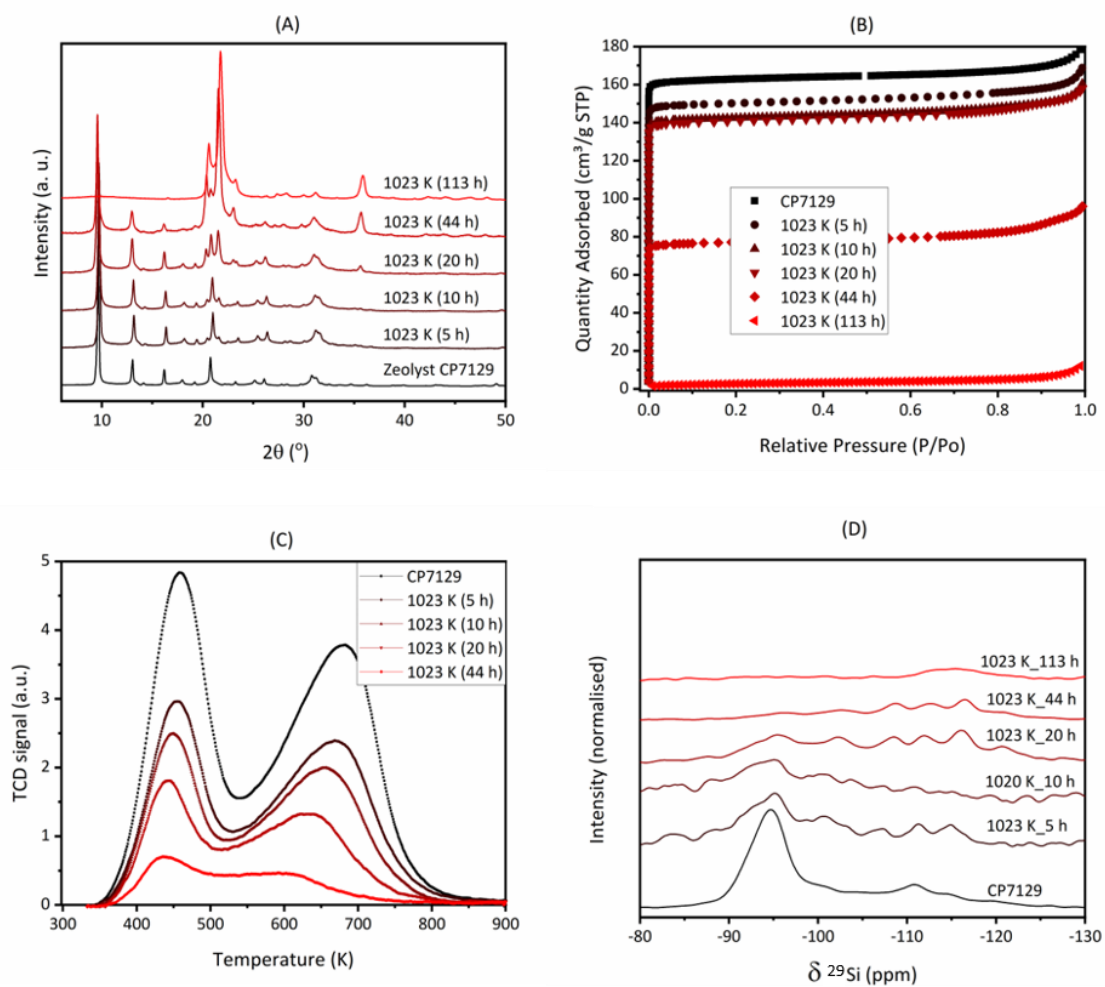 (A)
Intensity (a. u.)
1023 K (113 h)
1023 K (44 h)
1023 K (20 h)
1023 K (10 h)
1023 K (5 h)
Zeolyst CP7129
10 20 30 40 50
2θ (°)
(B)
Quantity Adsorbed (cm³/g STP)
180
160
140
120
100
80
60
40
20
0
CP7129
1023 K (5 h)
1023 K (10 h)
1023 K (20 h)
1023 K (44 h)
1023 K (113 h)
0.0 0.2 0.4 0.6 0.8 1.0
Relative Pressure (P/Po)
(C)
TCD signal (a.u.)
5
4
3
2
1
0
CP7129
1023 K (5 h)
1023 K (10 h)
1023 K (20 h)
1023 K (44 h)
300 400 500 600 700 800 900
Temperature (K)
(D)
Intensity (normalised)
1023 K_113 h
1023 K_44 h
1023 K_20 h
1020 K_10 h
1023 K_5 h
CP7129
-80 -90 -100 -110 -120 -130
δ ²⁹Si (ppm)